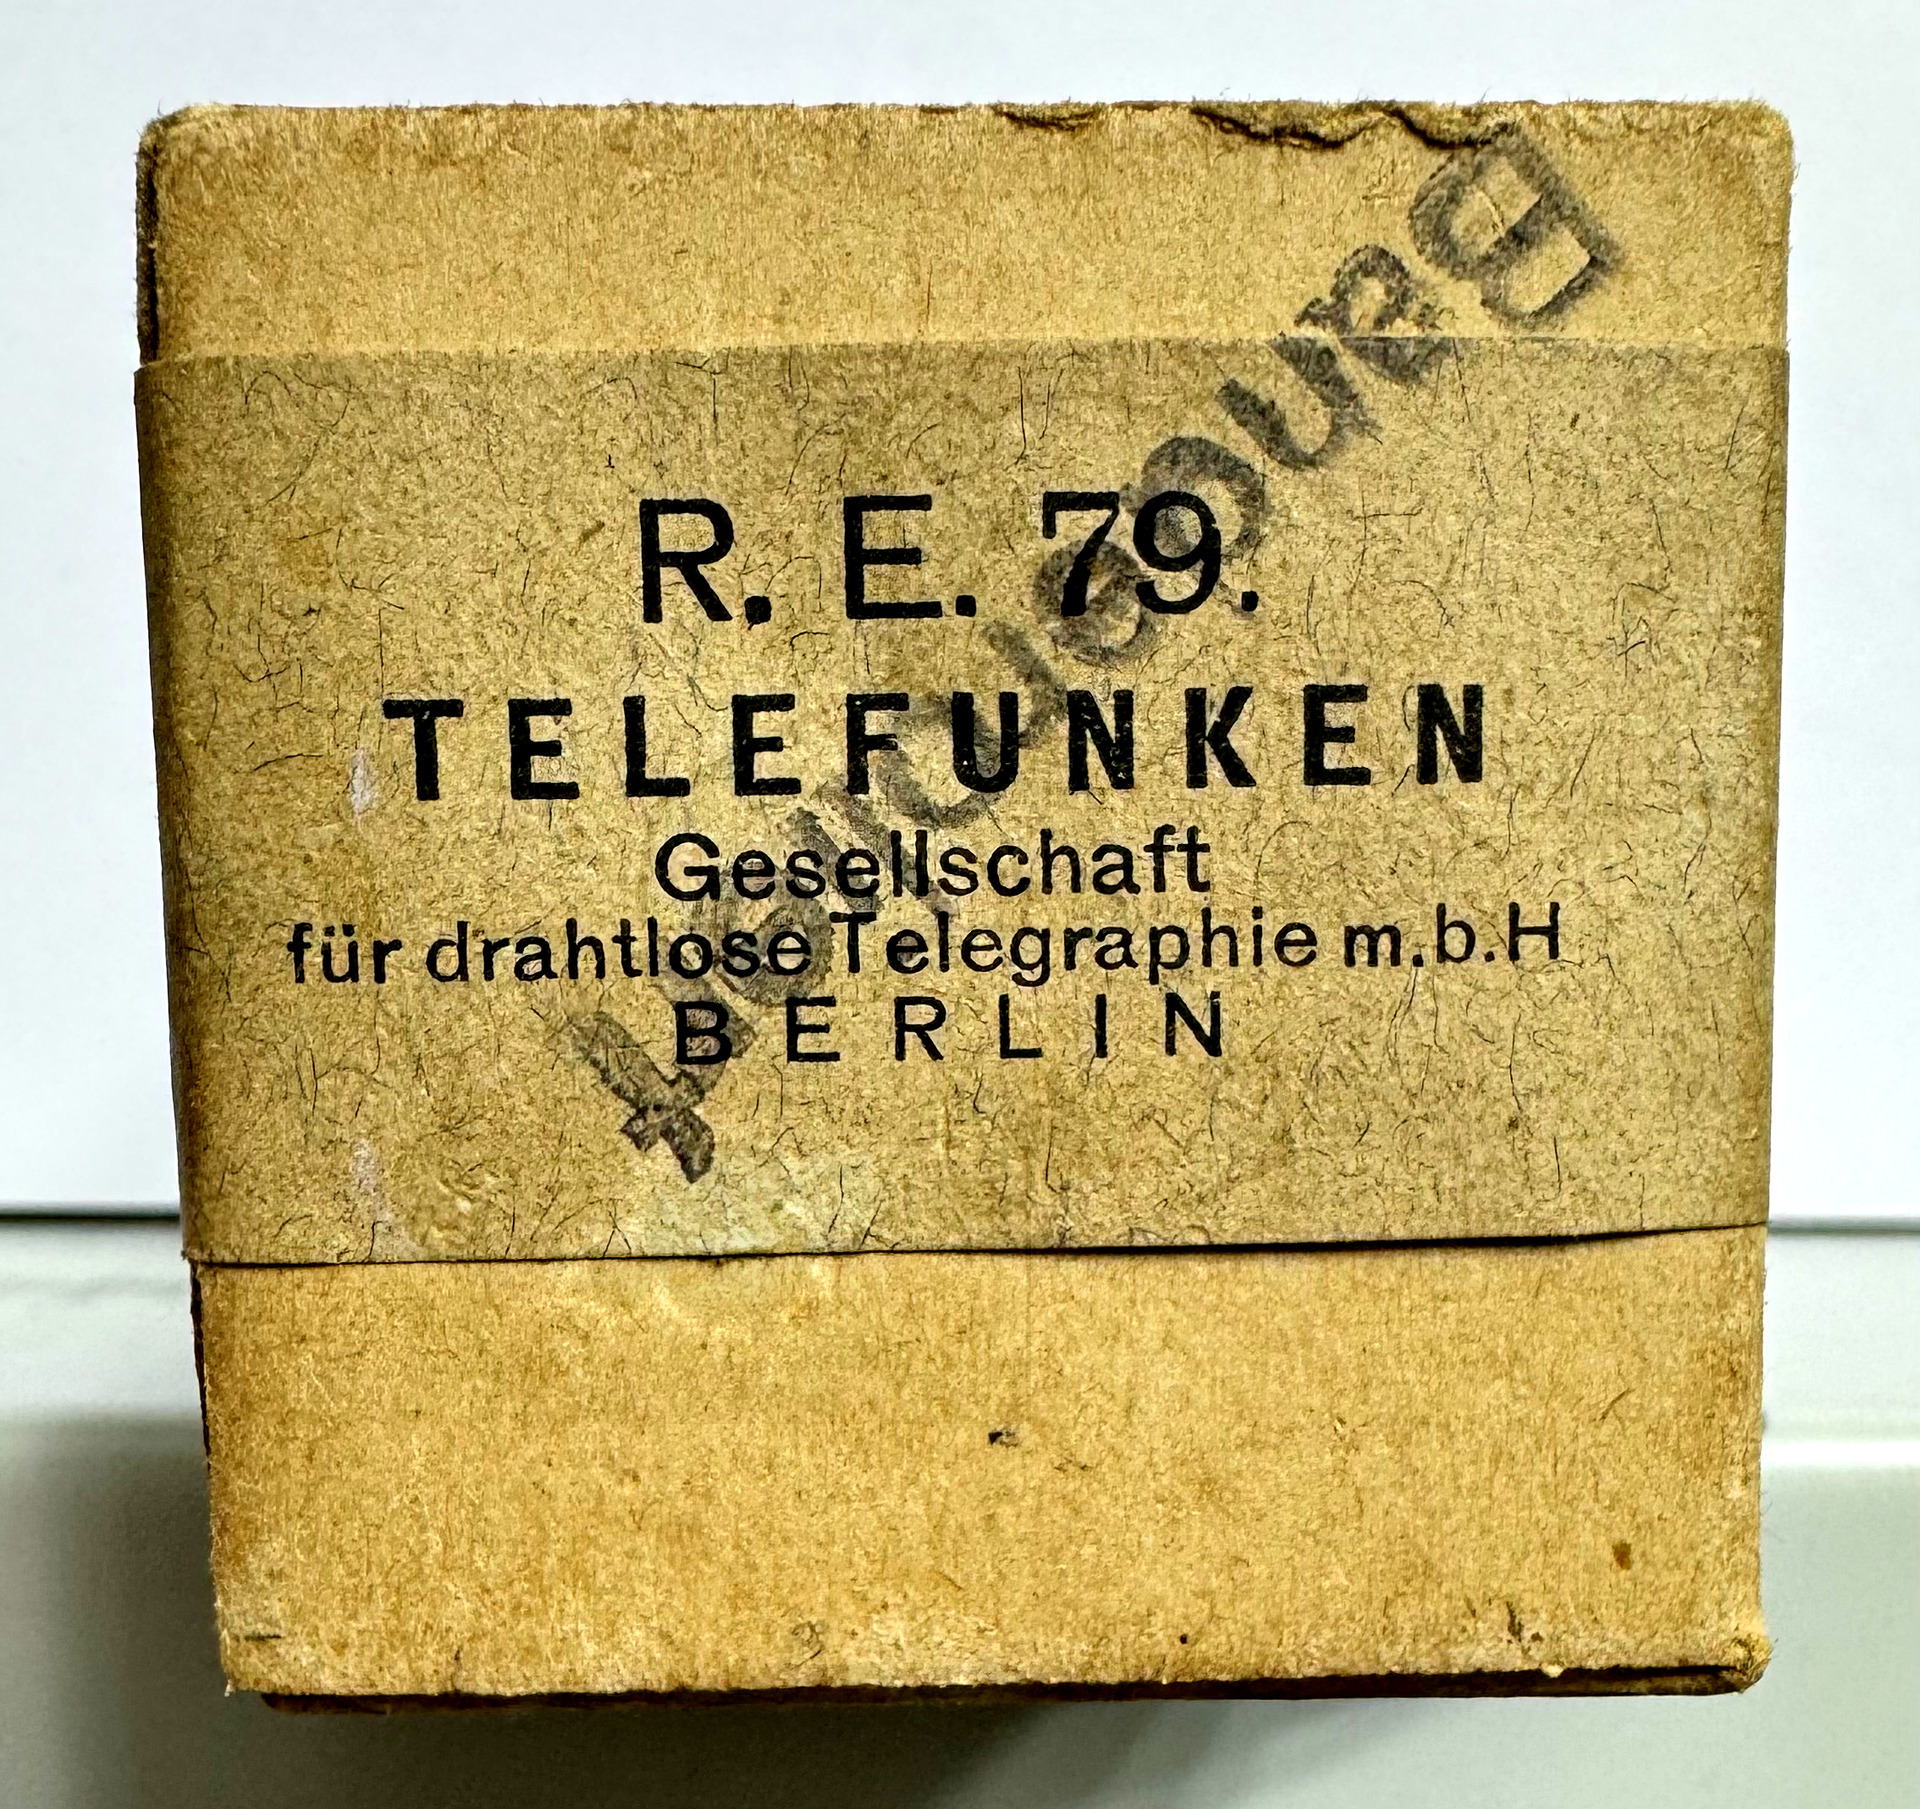 R. E. 79.
TELEFUNKEN
Gesellschaft
für drahtlose Telegraphie m.b.H
BERLIN